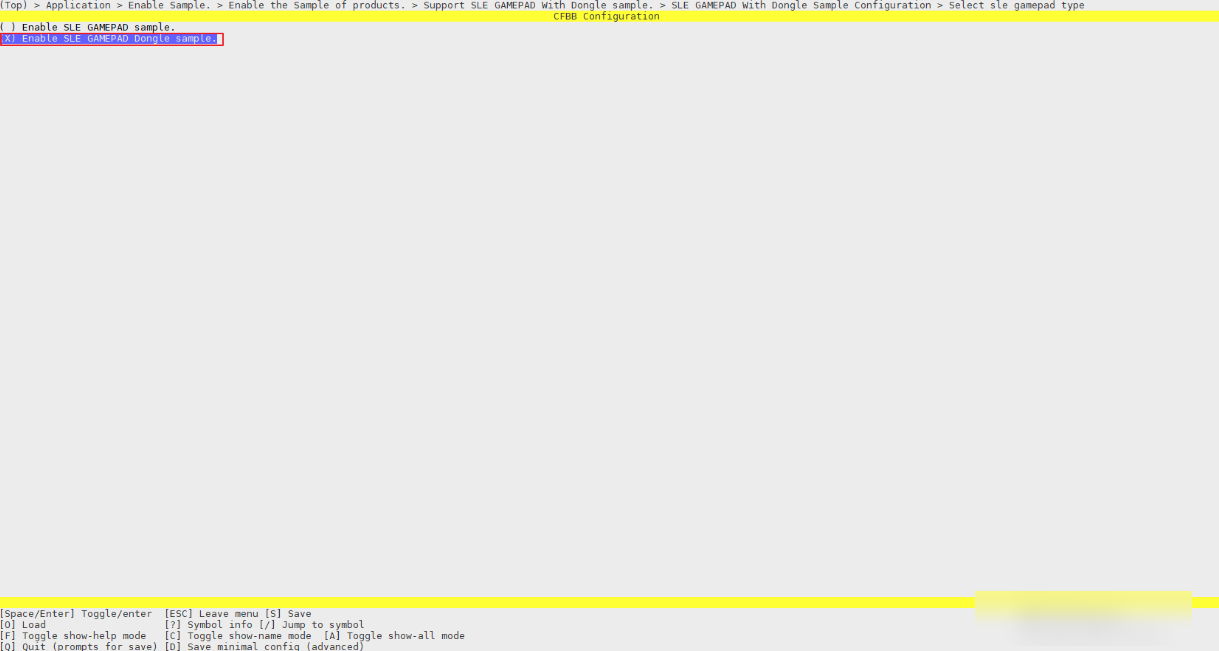 (Top) > Application > Enable Sample. > Enable the Sample of products. > Support SLE GAMEPAD With Dongle sample. > SLE GAMEPAD With Dongle Sample Configuration > Select sle gamepad type
CFBB Configuration
( ) Enable SLE GAMEPAD sample.
(X) Enable SLE GAMEPAD Dongle sample.
[Space/Enter] Toggle/enter  [ESC] Leave menu [S] Save
[O] Load                    [?] Symbol info [/] Jump to symbol
[F] Toggle show-help mode   [C] Toggle show-name mode  [A] Toggle show-all mode
[Q] Quit (prompts for save) [D] Save minimal config (advanced)